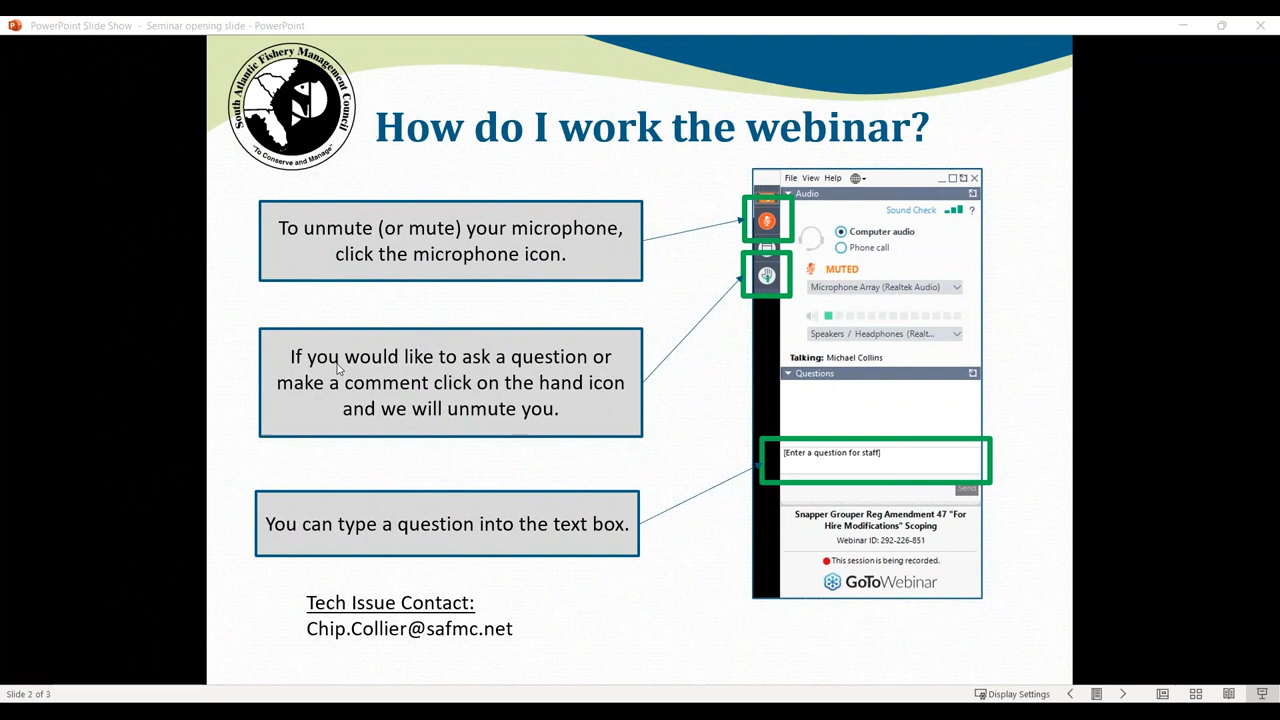 PowerPoint Slide Show - Seminar opening slide - PowerPoint
South Atlantic Fishery Management Council
"To Conserve and Manage"
How do I work the webinar?
To unmute (or mute) your microphone,
click the microphone icon.
If you would like to ask a question or
make a comment click on the hand icon
and we will unmute you.
You can type a question into the text box.
Tech Issue Contact:
Chip.Collier@safmc.net
File View Help
Audio
Sound Check ?
Computer audio
Phone call
MUTED
Microphone Array (Realtek Audio)
Speakers / Headphones (Realt...
Talking: Michael Collins
Questions
[Enter a question for staff]
Send
Snapper Grouper Reg Amendment 47 "For
Hire Modifications" Scoping
Webinar ID: 292-226-851
This session is being recorded.
GoToWebinar
Slide 2 of 3
Display Settings